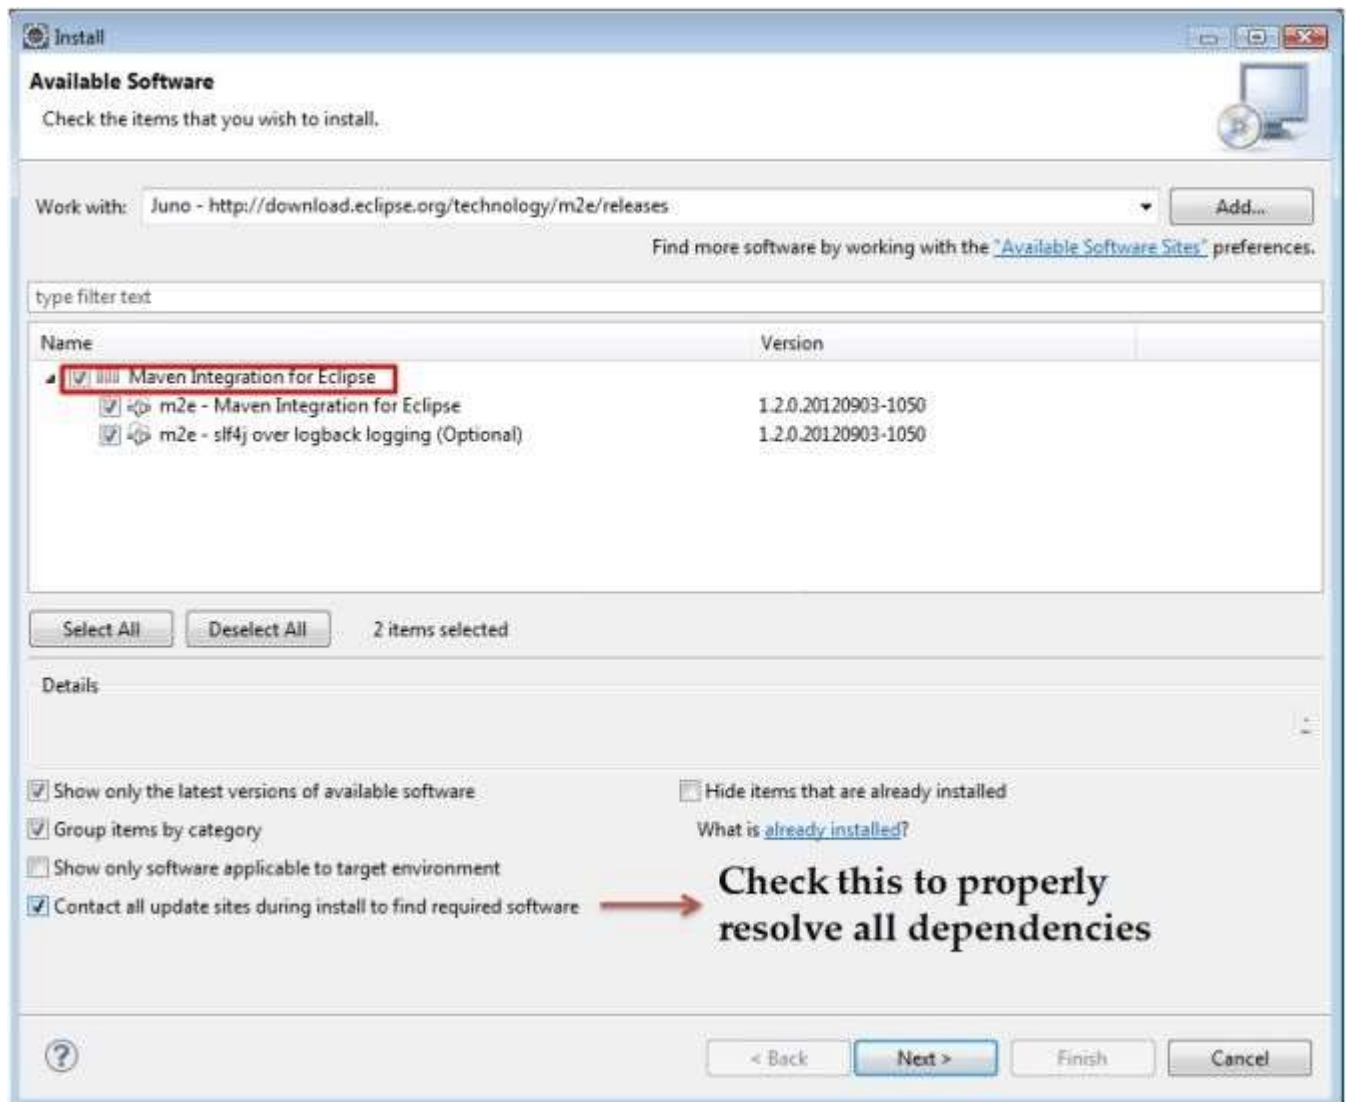 Install
Available Software
Check the items that you wish to install.
Work with: Juno - http://download.eclipse.org/technology/m2e/releases Add...
Find more software by working with the "Available Software Sites" preferences.
type filter text
Name Version
Maven Integration for Eclipse
m2e - Maven Integration for Eclipse 1.2.0.20120903-1050
m2e - slf4j over logback logging (Optional) 1.2.0.20120903-1050
Select All Deselect All 2 items selected
Details
Show only the latest versions of available software Hide items that are already installed
Group items by category What is already installed?
Show only software applicable to target environment
Contact all update sites during install to find required software
Check this to properly
resolve all dependencies
? < Back Next > Finish Cancel